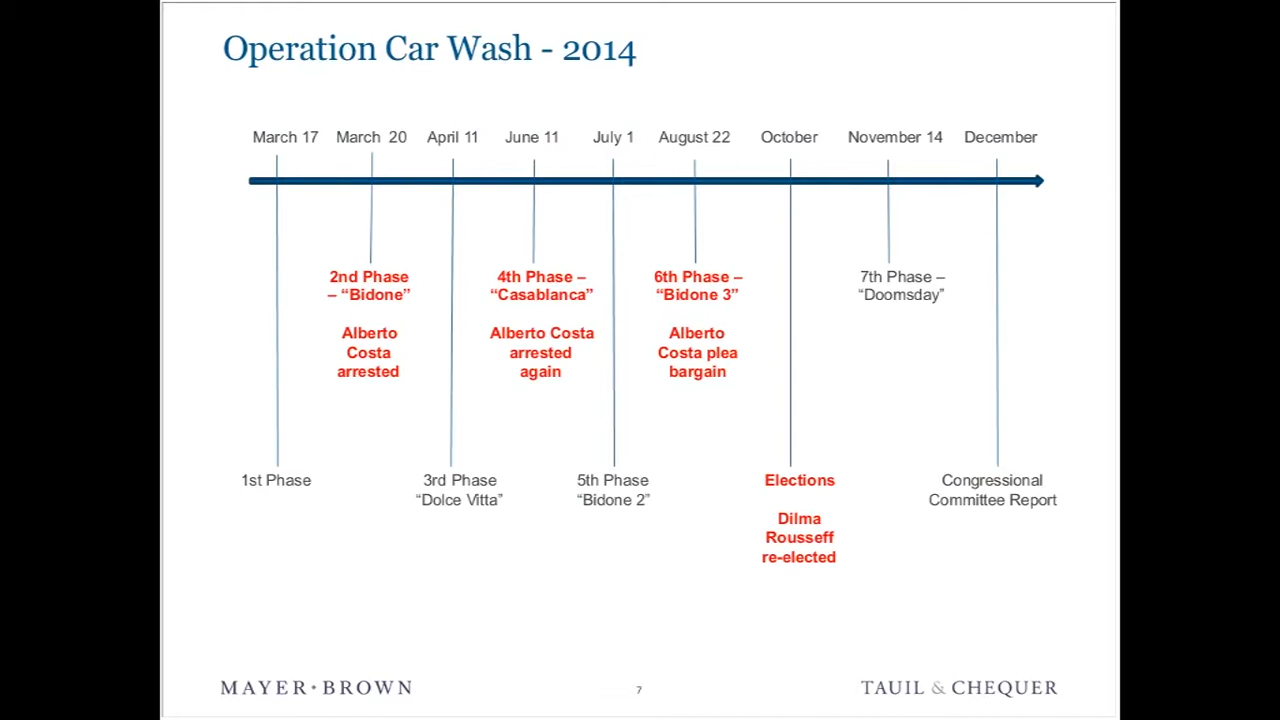 Operation Car Wash - 2014
March 17
March 20
April 11
June 11
July 1
August 22
October
November 14
December
2nd Phase
– “Bidone”
Alberto
Costa
arrested
4th Phase –
“Casablanca”
Alberto Costa
arrested
again
6th Phase –
“Bidone 3”
Alberto
Costa plea
bargain
7th Phase –
“Doomsday”
1st Phase
3rd Phase
“Dolce Vitta”
5th Phase
“Bidone 2”
Elections
Dilma
Rousseff
re-elected
Congressional
Committee Report
MAYER • BROWN
7
TAUIL & CHEQUER